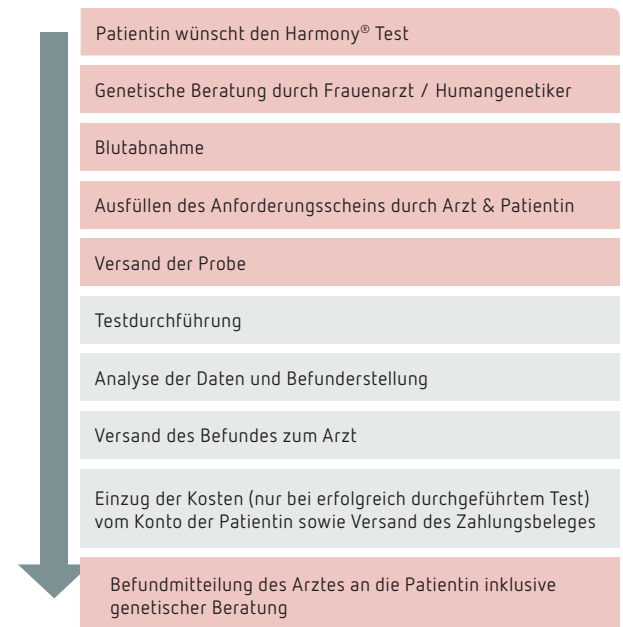 Patientin wünscht den Harmony® Test
Genetische Beratung durch Frauenarzt / Humangenetiker
Blutabnahme
Ausfüllen des Anforderungsscheins durch Arzt & Patientin
Versand der Probe
Testdurchführung
Analyse der Daten und Befunderstellung
Versand des Befundes zum Arzt
Einzug der Kosten (nur bei erfolgreich durchgeführtem Test)
vom Konto der Patientin sowie Versand des Zahlungsbeleges
Befundmitteilung des Arztes an die Patientin inklusive
genetischer Beratung